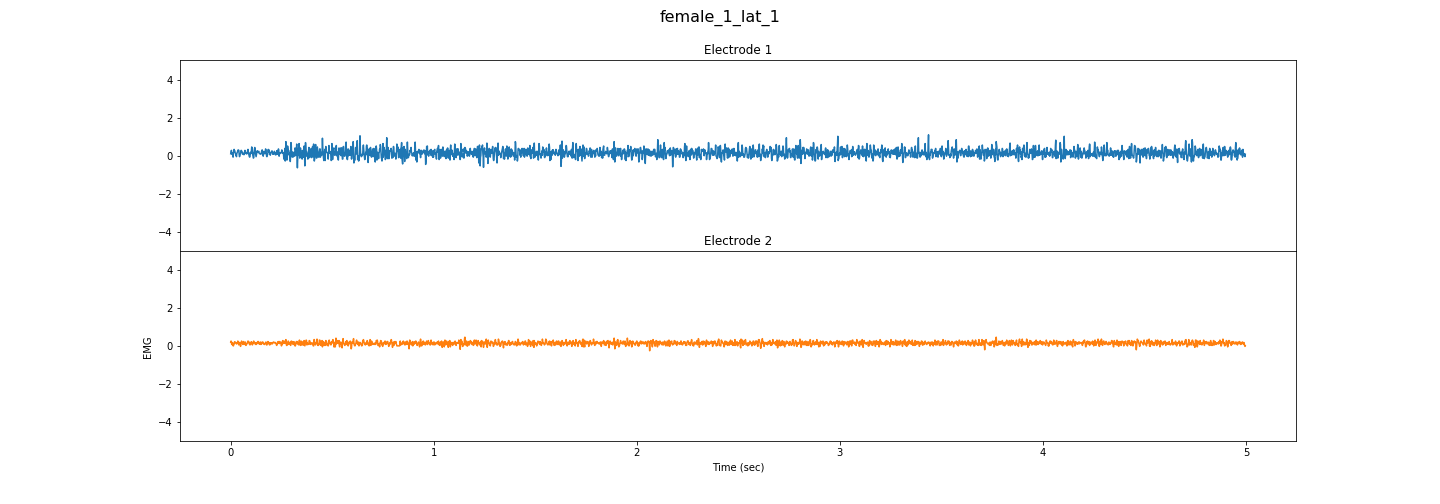 female_1_lat_1
Electrode 1
4
2
0
−2
−4
Electrode 2
4
2
0
−2
−4
EMG
0 1 2 3 4 5
Time (sec)